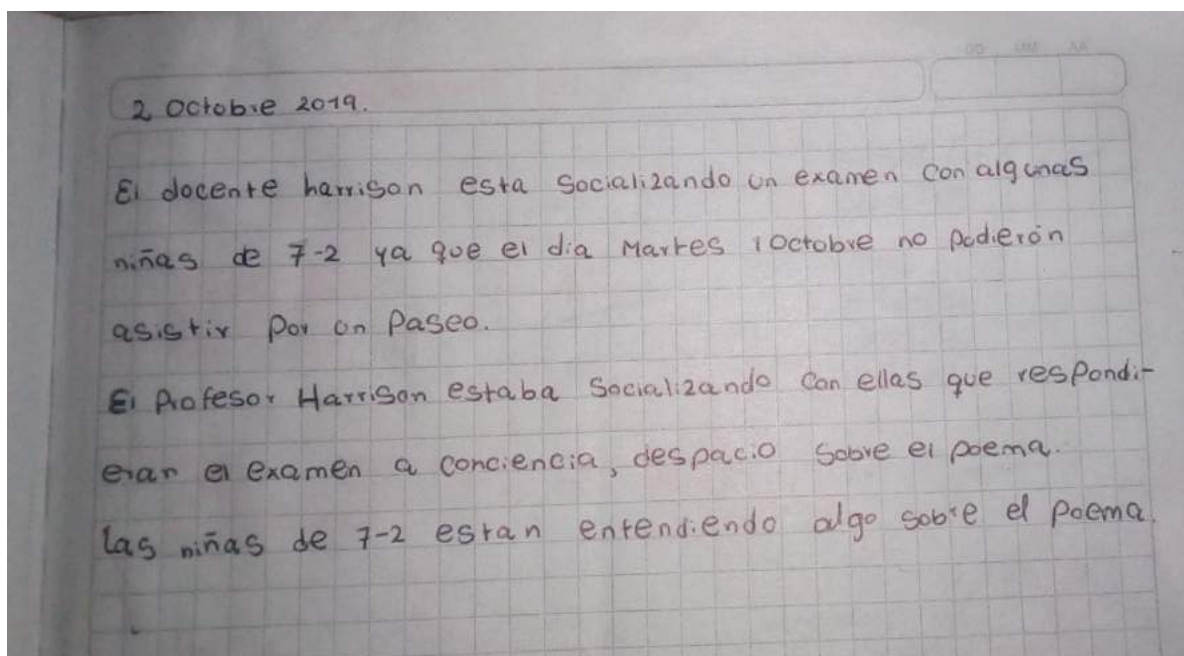 DD MM AA
2 Octobre 2019.
El docente harrison esta Socializando un examen con algunas
niñas de 7-2 ya que el dia Martes 1 Octobre no pudierón
asistir Por un Paseo.
El Profesor Harrison estaba Socializando con ellas que respondi-
eran el examen a conciencia, despacio Sobre el poema.
las niñas de 7-2 estan entendiendo algo sobre el Poema.